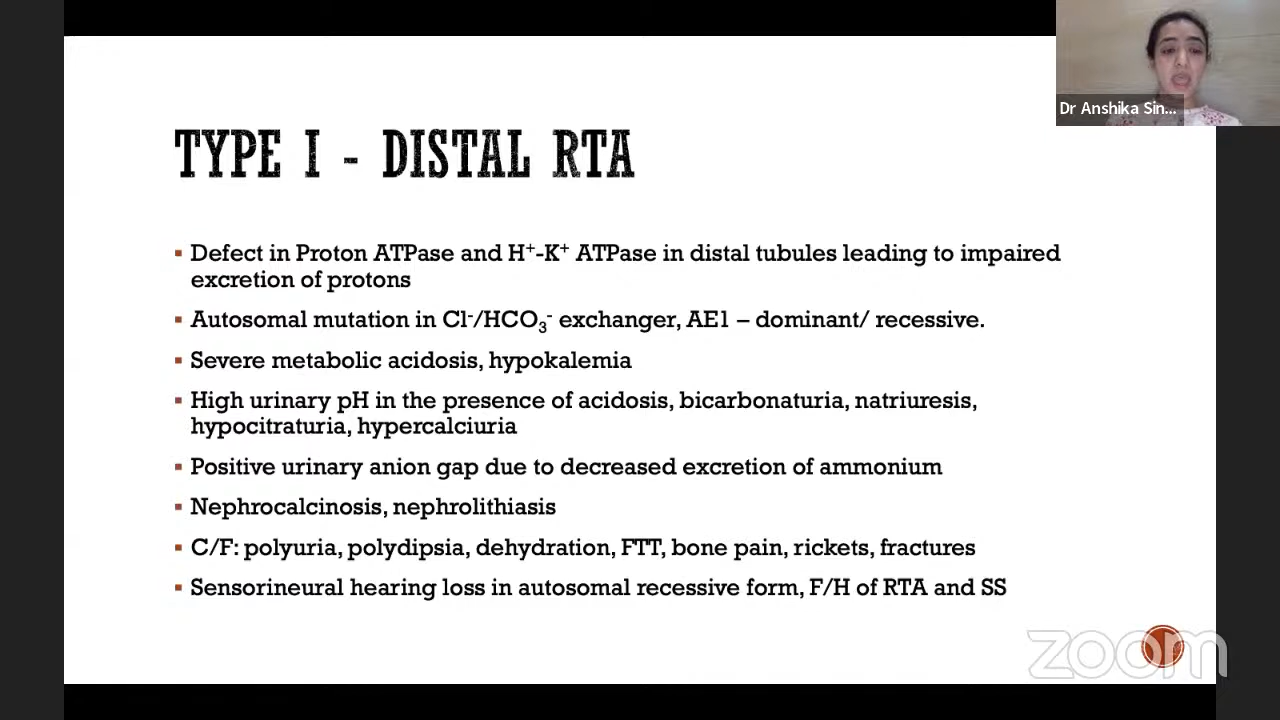 Dr Anshika Sin...
TYPE I - DISTAL RTA
▪ Defect in Proton ATPase and H⁺-K⁺ ATPase in distal tubules leading to impaired
excretion of protons
▪ Autosomal mutation in Cl⁻/HCO₃⁻ exchanger, AE1 – dominant/ recessive.
▪ Severe metabolic acidosis, hypokalemia
▪ High urinary pH in the presence of acidosis, bicarbonaturia, natriuresis,
hypocitraturia, hypercalciuria
▪ Positive urinary anion gap due to decreased excretion of ammonium
▪ Nephrocalcinosis, nephrolithiasis
▪ C/F: polyuria, polydipsia, dehydration, FTT, bone pain, rickets, fractures
▪ Sensorineural hearing loss in autosomal recessive form, F/H of RTA and SS
zoom